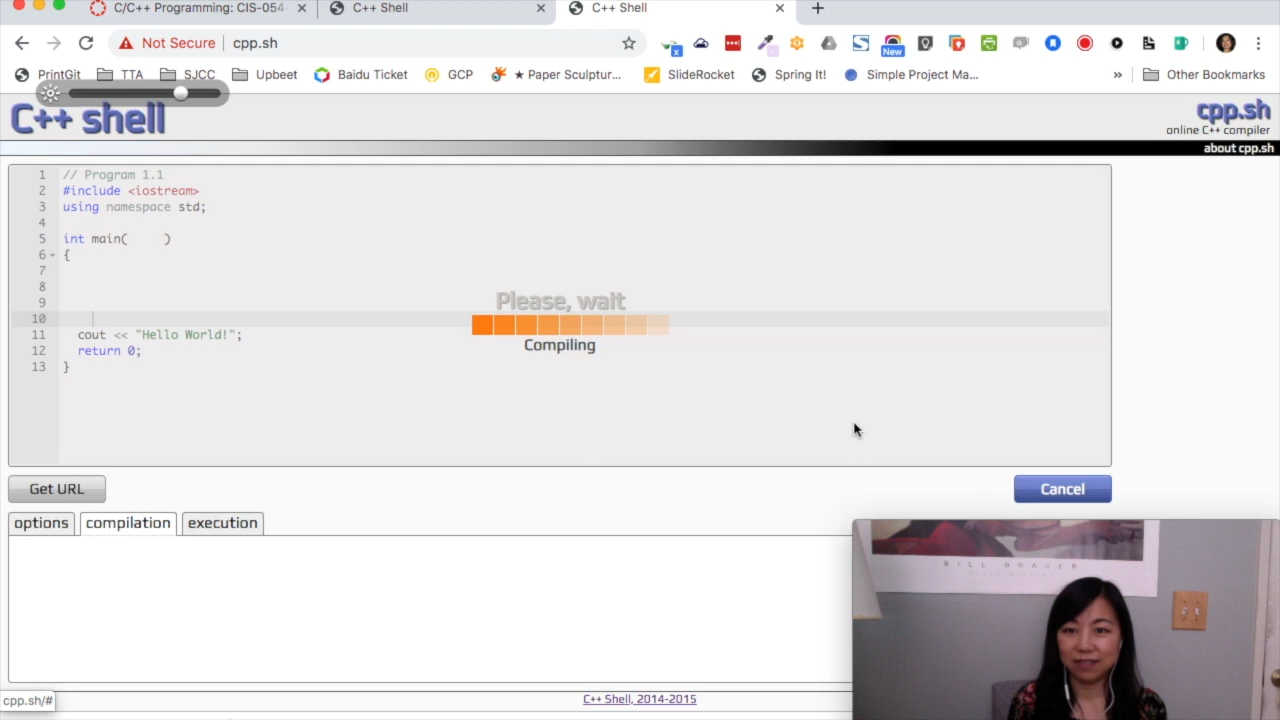 C/C++ Programming: CIS-054
C++ Shell
C++ Shell
Not Secure
cpp.sh
New
PrintGit
TTA
SJCC
Upbeet
Baidu Ticket
GCP
★ Paper Sculptur...
SlideRocket
Spring It!
Simple Project Ma...
»
Other Bookmarks
C++ shell
cpp.sh
online C++ compiler
about cpp.sh
1 // Program 1.1
2 #include <iostream>
3 using namespace std;
4
5 int main(     )
6 {
7
8
9
10
11 cout << "Hello World!";
12 return 0;
13 }
Please, wait
Compiling
Get URL
Cancel
options
compilation
execution
BILL BRAUER
cpp.sh/#
C++ Shell, 2014-2015